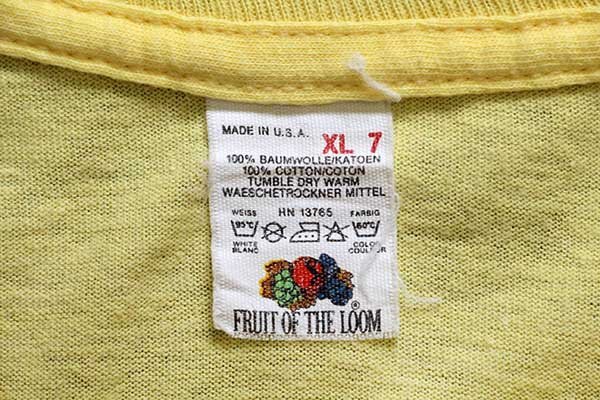 MADE IN U.S.A. XL 7
100% BAUMWOLLE/KATOEN
100% COTTON/COTON
TUMBLE DRY WARM
WAESCHETROCKNER MITTEL
WEISS HN 13765 FARBIG
95°C 60°C
WHITE COLOR
BLANC COULEUR
®
FRUIT OF THE LOOM